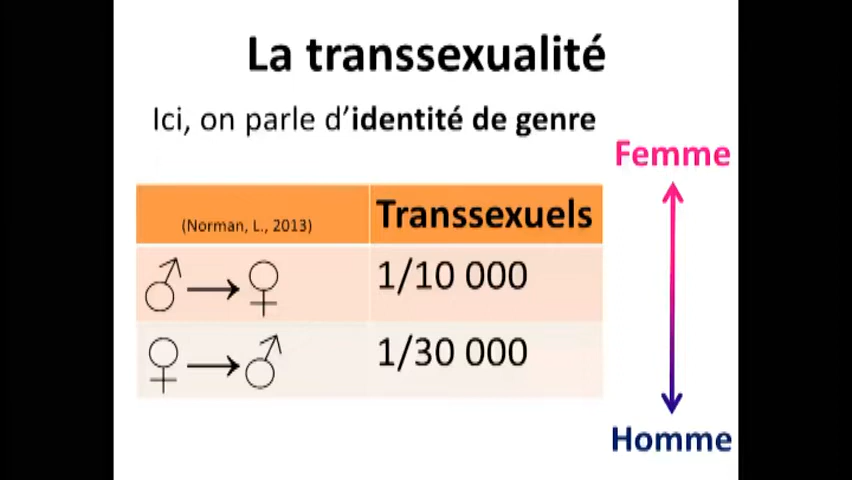 La transsexualité
Ici, on parle d'identité de genre
Femme
(Norman, L., 2013) Transsexuels
♂→♀ 1/10 000
♀→♂ 1/30 000
Homme